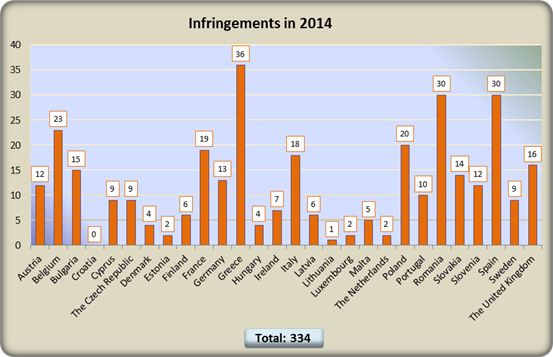 Infringements in 2014
40
35
30
25
20
15
10
5
0
12
23
15
0
9
9
4
2
6
19
13
36
4
7
18
6
1
2
5
2
20
10
30
14
12
30
9
16
Austria
Belgium
Bulgaria
Croatia
Cyprus
The Czech Republic
Denmark
Estonia
Finland
France
Germany
Greece
Hungary
Ireland
Italy
Latvia
Lithuania
Luxembourg
Malta
The Netherlands
Poland
Portugal
Romania
Slovakia
Slovenia
Spain
Sweden
The United Kingdom
Total: 334